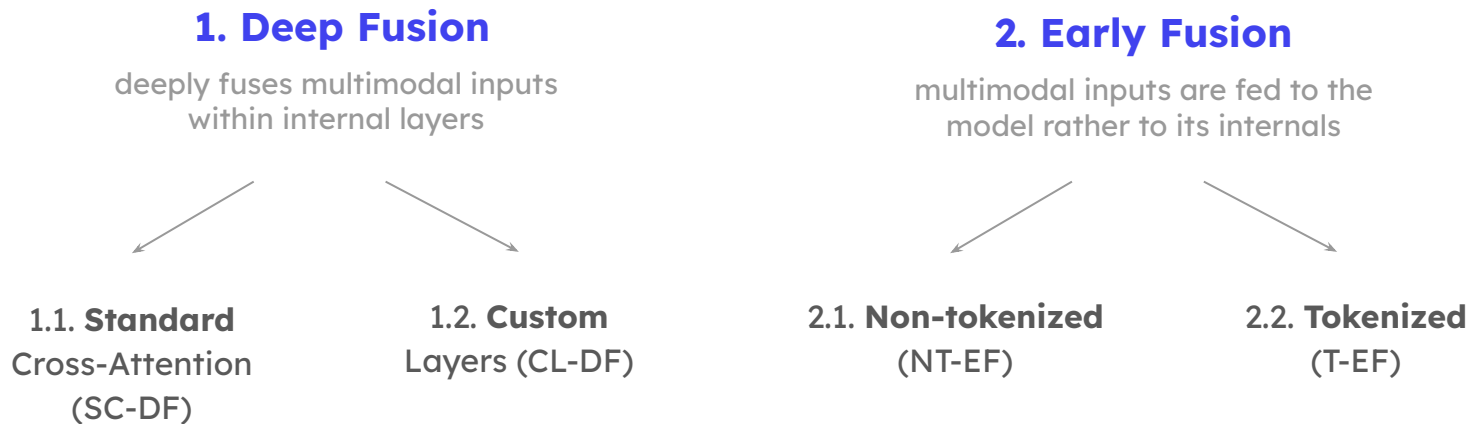 1. Deep Fusion
deeply fuses multimodal inputs
within internal layers
1.1. Standard
Cross-Attention
(SC-DF)
1.2. Custom
Layers (CL-DF)
2. Early Fusion
multimodal inputs are fed to the
model rather to its internals
2.1. Non-tokenized
(NT-EF)
2.2. Tokenized
(T-EF)